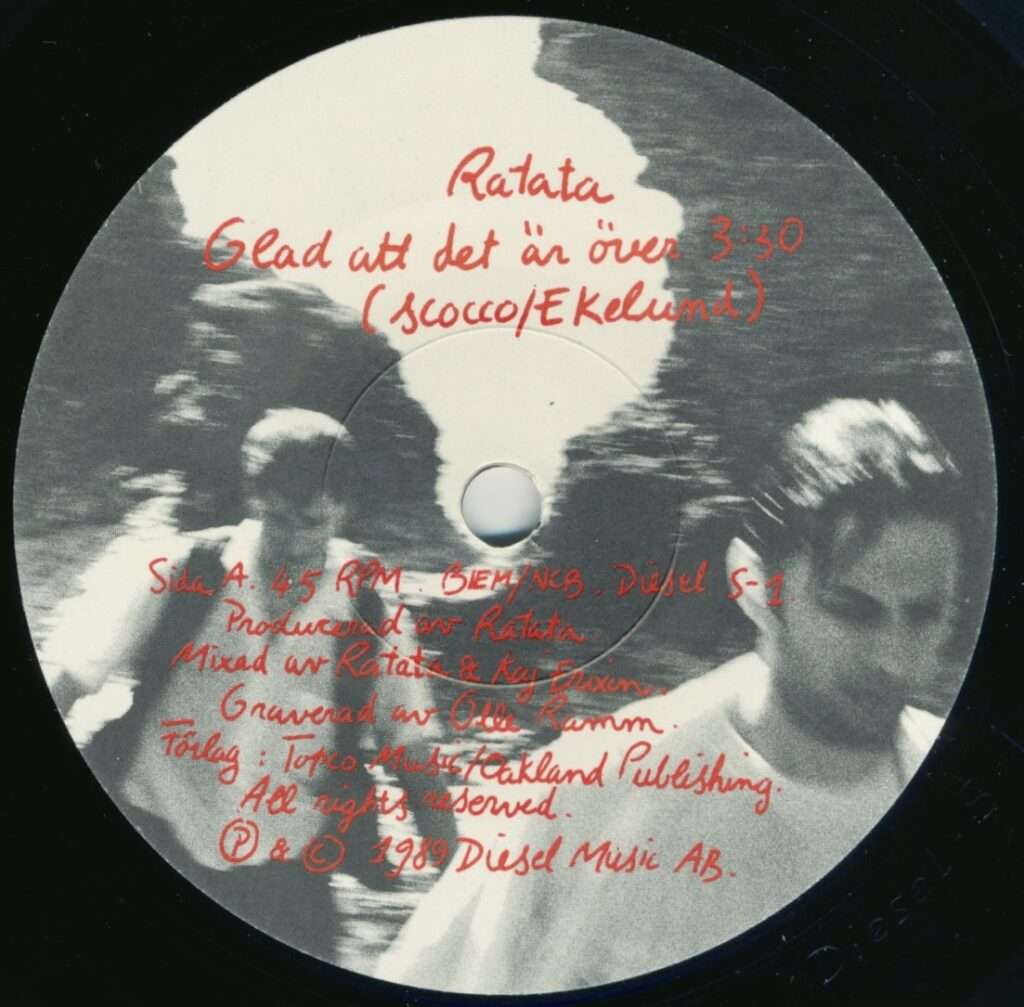 Ratata
Glad att det är över 3:30
(scocco/Ekelund)
Sida A. 45 RPM. BIEM/NCB. Diesel S-1
Producerad av Ratata
Mixad av Ratata & Kaj Erixon.
Graverad av Olle Ramm.
Förlag: Topco Music/Oakland Publishing.
All rights reserved.
Ⓟ & © 1989 Diesel Music AB.